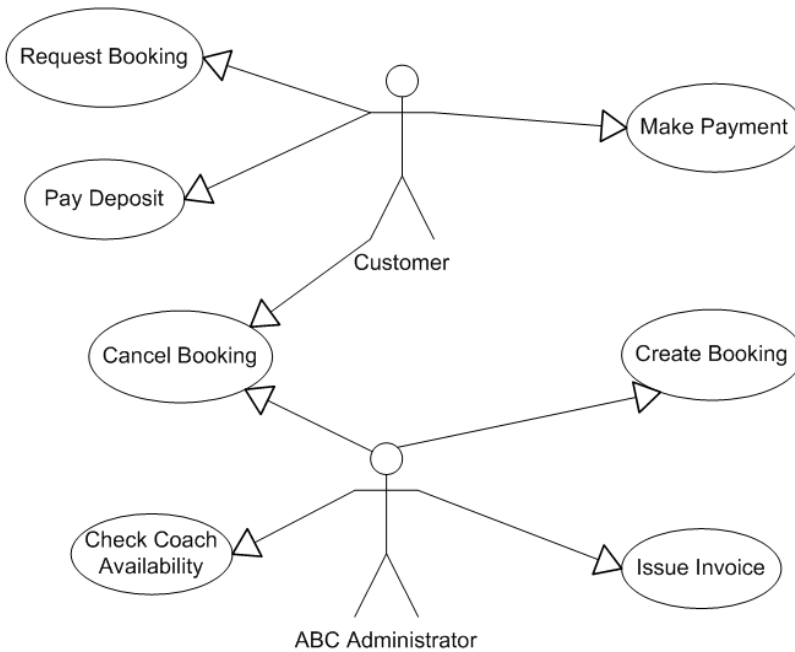 Request Booking
Make Payment
Pay Deposit
Customer
Cancel Booking
Create Booking
Check Coach
Availability
Issue Invoice
ABC Administrator